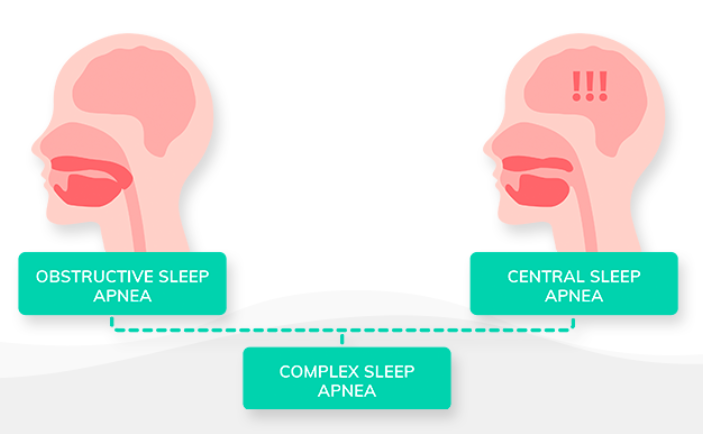 !!!
OBSTRUCTIVE SLEEP
APNEA
CENTRAL SLEEP
APNEA
COMPLEX SLEEP
APNEA